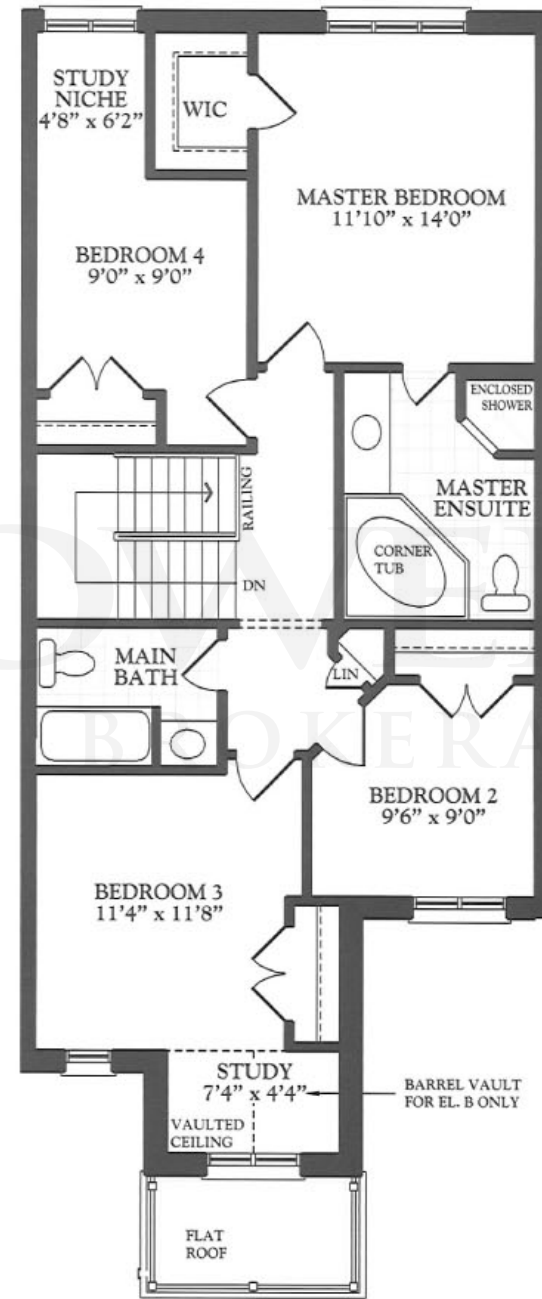 STUDY
NICHE
4'8" x 6'2"
WIC
MASTER BEDROOM
11'10" x 14'0"
BEDROOM 4
9'0" x 9'0"
ENCLOSED
SHOWER
MASTER
ENSUITE
RAILING
CORNER
TUB
DN
MAIN
BATH
LIN
BEDROOM 2
9'6" x 9'0"
BEDROOM 3
11'4" x 11'8"
STUDY
7'4" x 4'4"
BARREL VAULT
FOR EL. B ONLY
VAULTED
CEILING
FLAT
ROOF